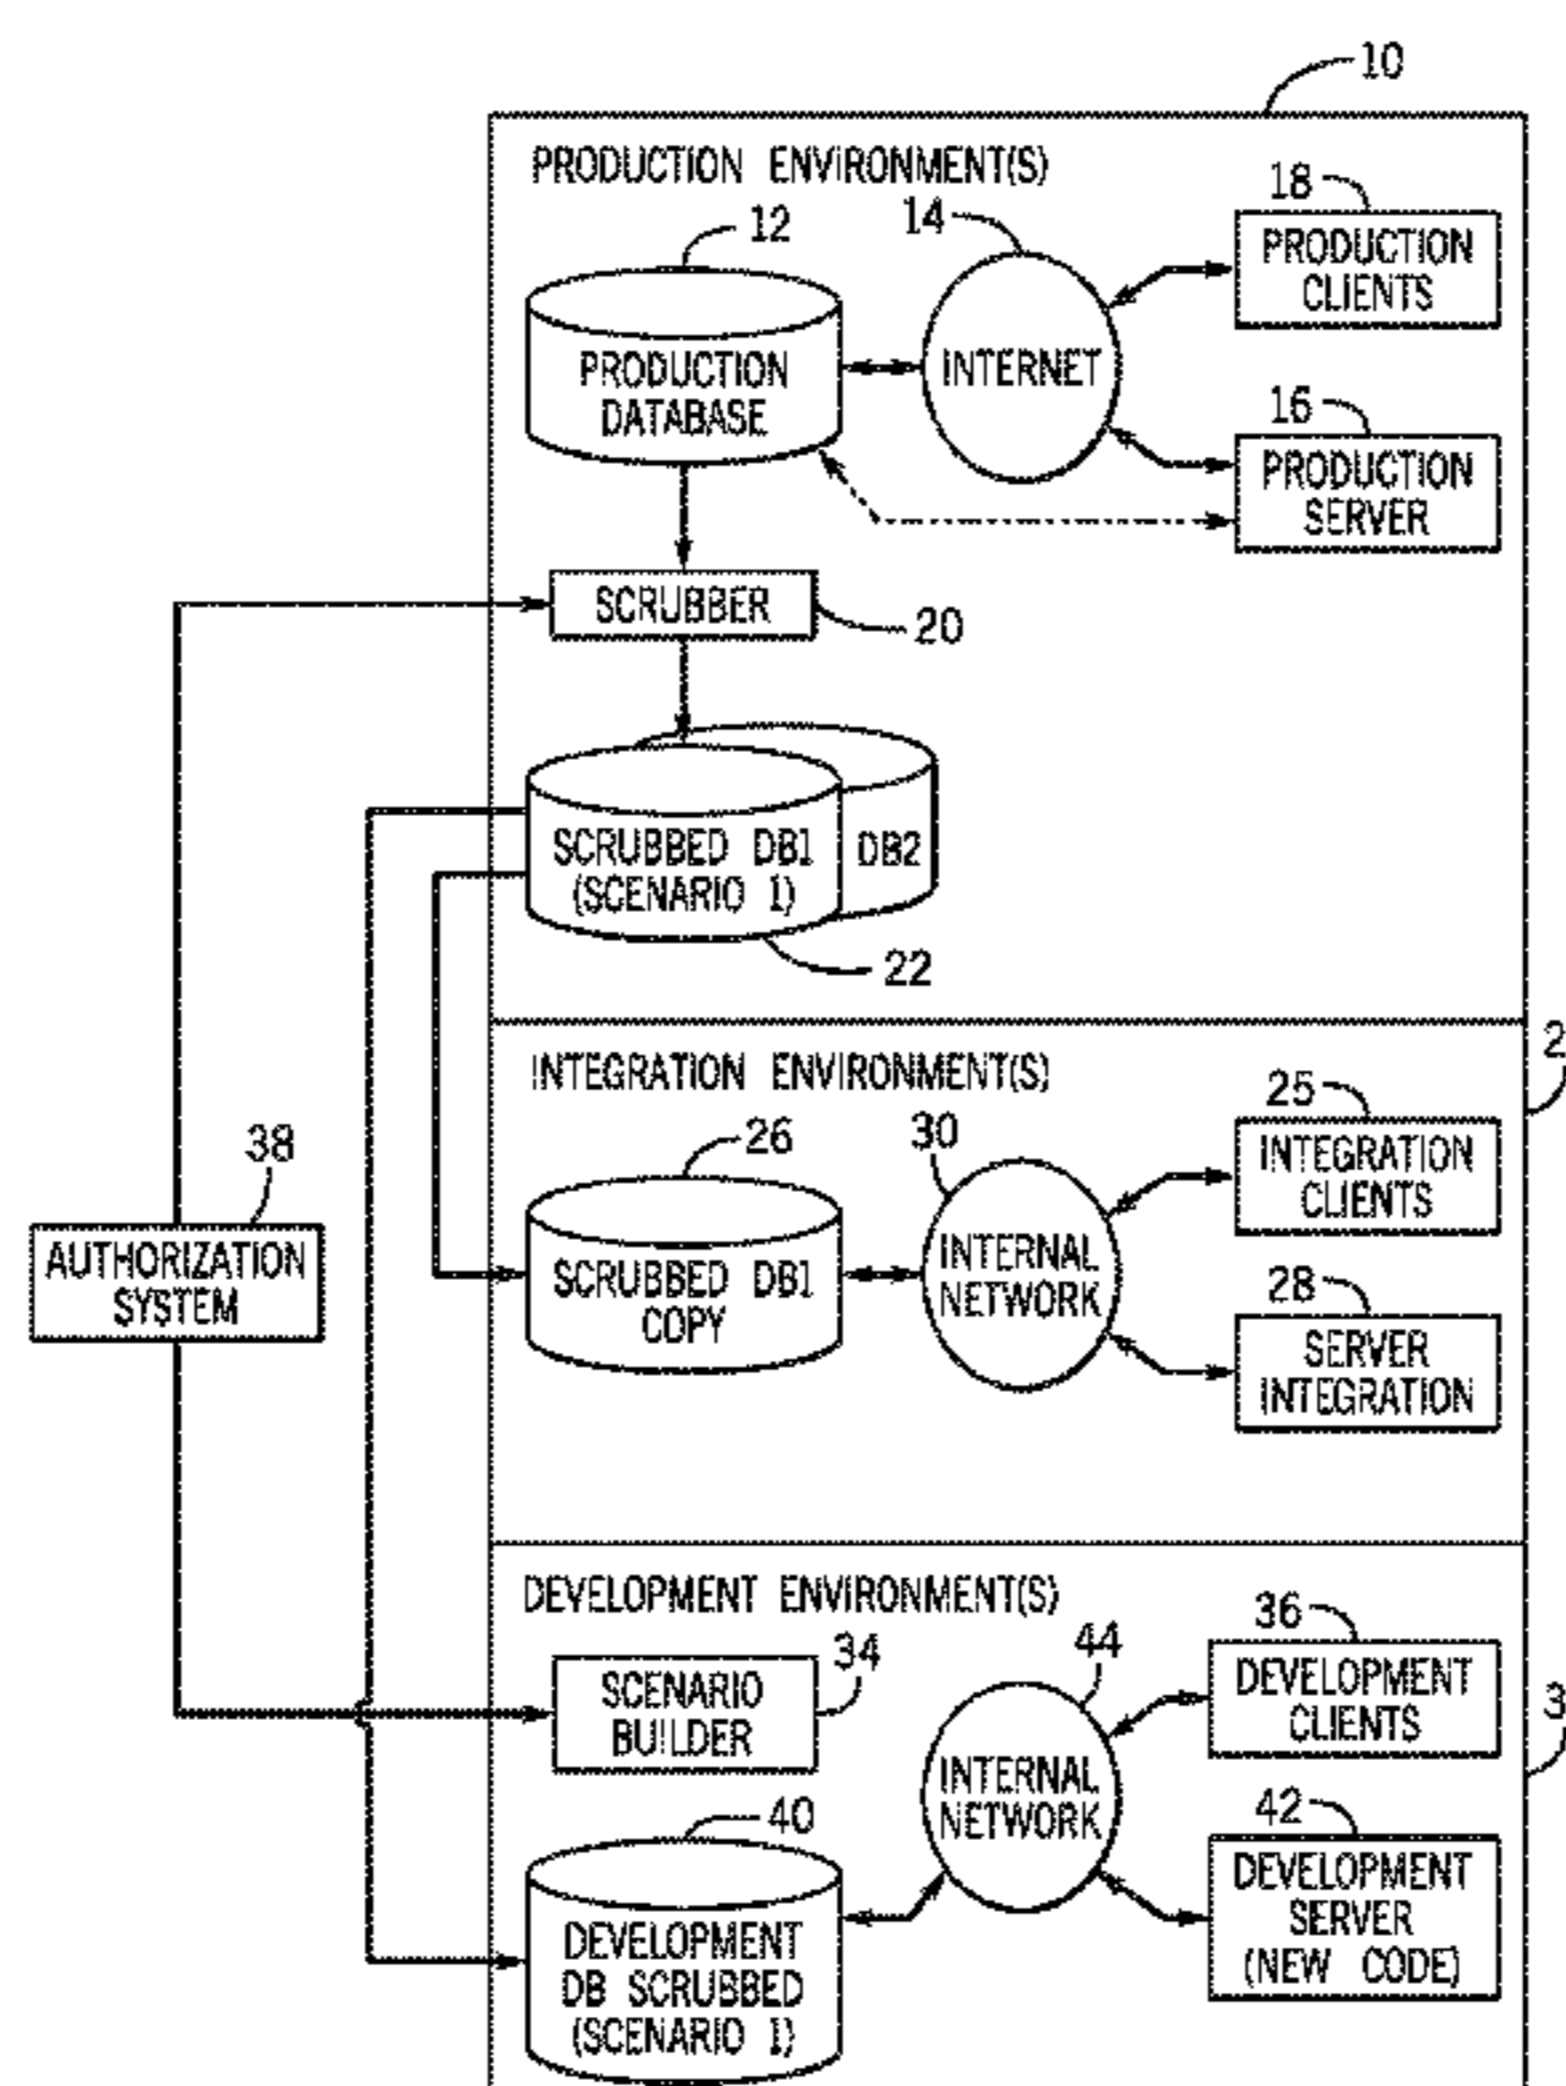 10
PRODUCTION ENVIRONMENT(S)
18
12
14
PRODUCTION
CLIENTS
INTERNET
PRODUCTION
DATABASE
16
PRODUCTION
SERVER
SCRUBBER
20
SCRUBBED DB1
(SCENARIO 1)
DB2
22
2
INTEGRATION ENVIRONMENT(S)
25
26
30
INTEGRATION
CLIENTS
38
AUTHORIZATION
SYSTEM
SCRUBBED DB1
COPY
INTERNAL
NETWORK
28
SERVER
INTEGRATION
DEVELOPMENT ENVIRONMENT(S)
36
34
44
SCENARIO
BUILDER
DEVELOPMENT
CLIENTS
3
INTERNAL
NETWORK
40
42
DEVELOPMENT
SERVER
(NEW CODE)
DEVELOPMENT
DB SCRUBBED
(SCENARIO 1)